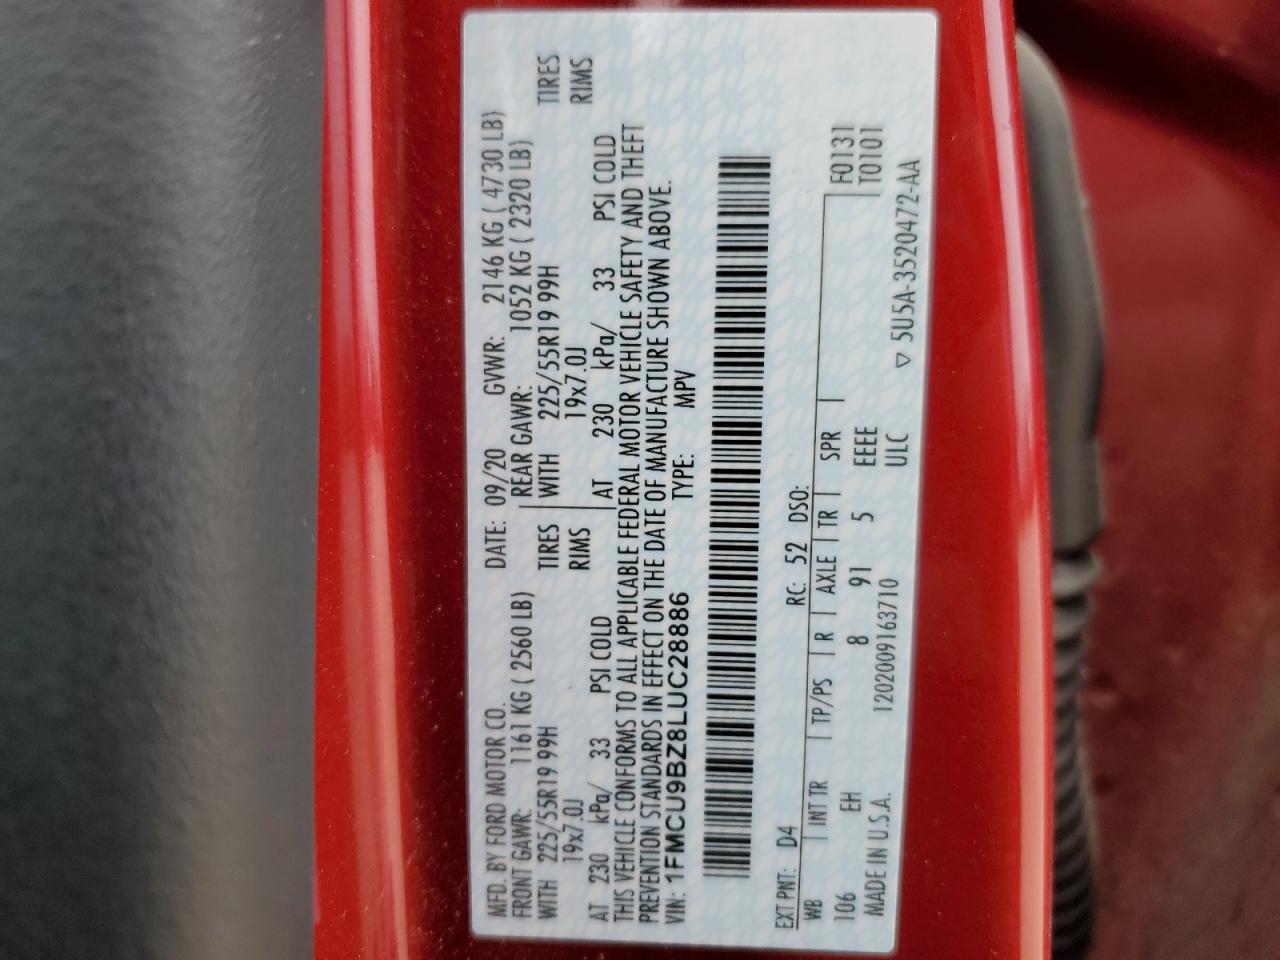 MFD. BY FORD MOTOR CO. DATE: 09/20 GVWR: 2146 KG ( 4730 LB)
FRONT GAWR: 1161 KG ( 2560 LB) REAR GAWR: 1052 KG ( 2320 LB)
WITH 225/55R19 99H TIRES WITH 225/55R19 99H TIRES
19x7.0J RIMS 19x7.0J RIMS
AT 230 kPa/ 33 PSI COLD AT 230 kPa/ 33 PSI COLD
THIS VEHICLE CONFORMS TO ALL APPLICABLE FEDERAL MOTOR VEHICLE SAFETY AND THEFT
PREVENTION STANDARDS IN EFFECT ON THE DATE OF MANUFACTURE SHOWN ABOVE.
VIN: 1FMCU9BZ8LUC28886 TYPE: MPV
EXT PNT: D4 RC: 52 DSO:
WB INT TR TP/PS R AXLE TR SPR F0131
106 EH 8 91 5 EEEE T0101
MADE IN U.S.A. 1202009163710 ULC ▽ 5U5A-3520472-AA